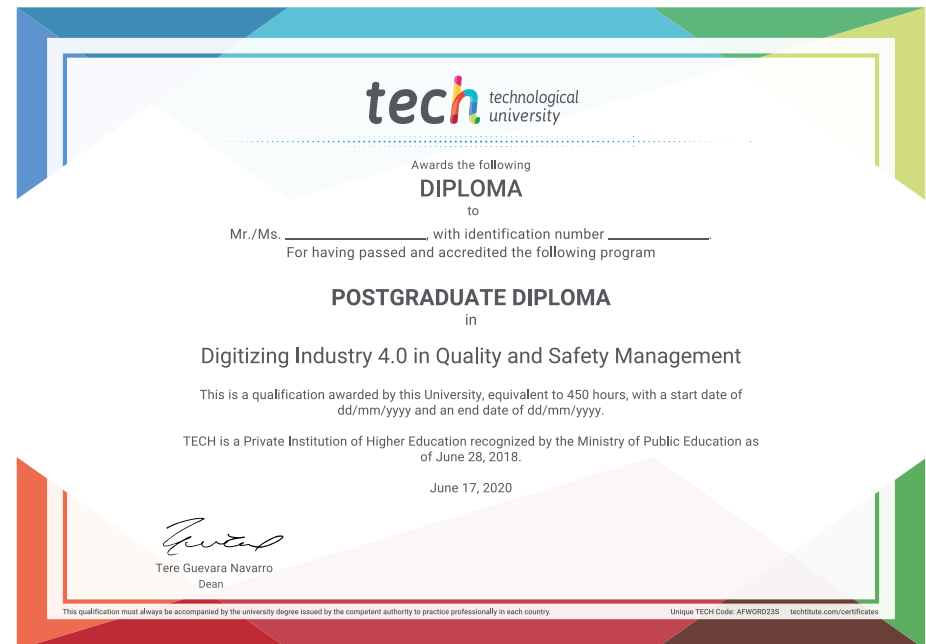 tech technological
university
Awards the following
DIPLOMA
to
Mr./Ms. ____________________, with identification number ______________.
For having passed and accredited the following program
POSTGRADUATE DIPLOMA
in
Digitizing Industry 4.0 in Quality and Safety Management
This is a qualification awarded by this University, equivalent to 450 hours, with a start date of
dd/mm/yyyy and an end date of dd/mm/yyyy.
TECH is a Private Institution of Higher Education recognized by the Ministry of Public Education as
of June 28, 2018.
June 17, 2020
Tere Guevara Navarro
Dean
This qualification must always be accompanied by the university degree issued by the competent authority to practice professionally in each country. Unique TECH Code: AFWORD23S techtitute.com/certificates